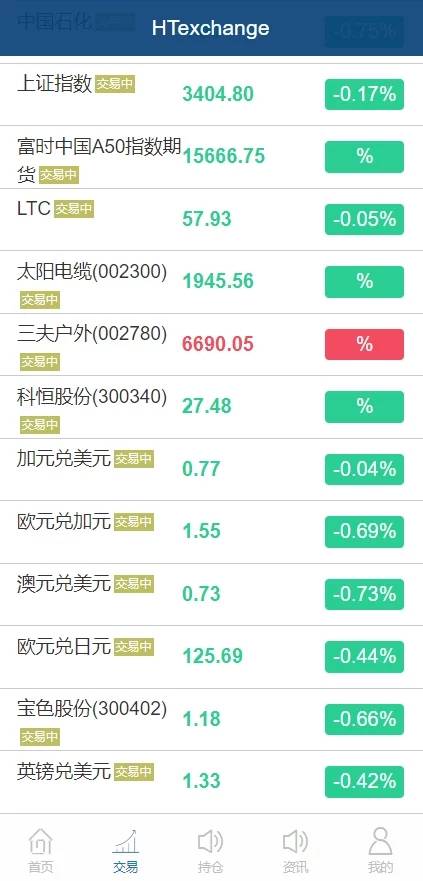 中国石化
HTexchange
-0.75%
上证指数 交易中 3404.80 -0.17%
富时中国A50指数期
货 交易中 15666.75 %
LTC 交易中 57.93 -0.05%
太阳电缆(002300) 1945.56 %
交易中
三夫户外(002780) 6690.05 %
交易中
科恒股份(300340) 27.48 %
交易中
加元兑美元 交易中 0.77 -0.04%
欧元兑加元 交易中 1.55 -0.69%
澳元兑美元 交易中 0.73 -0.73%
欧元兑日元 交易中 125.69 -0.44%
宝色股份(300402) 1.18 -0.66%
交易中
英镑兑美元 交易中 1.33 -0.42%
首页 交易 持仓 资讯 我的